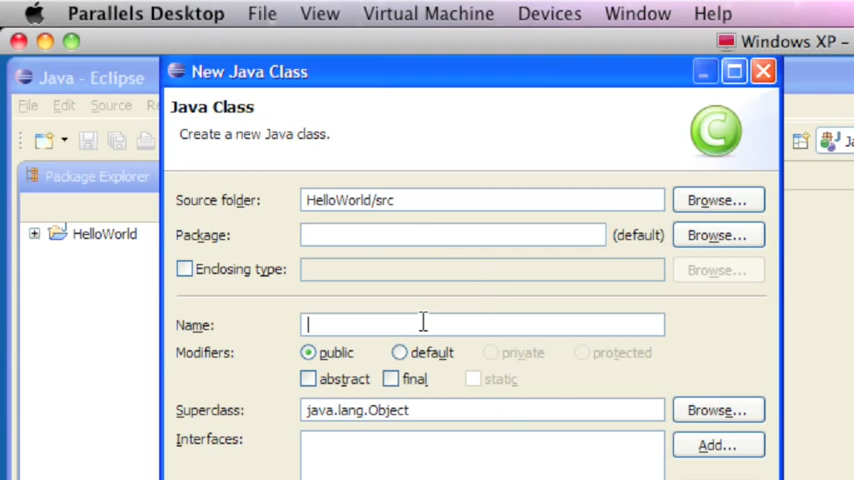 Parallels Desktop File View Virtual Machine Devices Window Help
Windows XP -
Java - Eclipse
New Java Class
File Edit Source
Java Class
Create a new Java class.
C
Package Explorer
Source folder: HelloWorld/src Browse...
Package: (default) Browse...
HelloWorld
Enclosing type: Browse...
Name:
Modifiers: public default private protected
abstract final static
Superclass: java.lang.Object Browse...
Interfaces: Add...